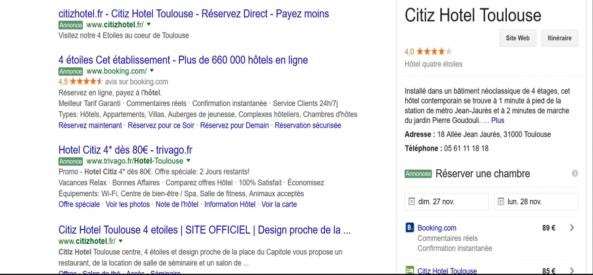 citizhotel.fr/ - Citiz Hotel Toulouse - Réservez Direct - Payez moins
Annonce www.citizhotel.fr/
Visitez notre 4 Etoiles au coeur de Toulouse
4 étoiles Cet établissement - Plus de 660 000 hôtels en ligne
Annonce www.booking.com/
4,5 avis sur booking.com
Réservez en ligne, payez à l'hôtel.
Meilleur Tarif Garanti · Commentaires réels · Confirmation instantanée · Service Clients 24h/7j
Types: Hôtels, Appartements, Villas, Auberges de jeunesse, Complexes hôteliers, Chambres d'hôtes
Réservez maintenant · Réservez pour ce Soir · Réservez pour Demain · Réservation sécurisée
Hotel Citiz 4* dès 80€. - trivago.fr
Annonce www.trivago.fr/Hotel-Toulouse
Promo - Hotel Citiz 4* dès 80€. Offre spéciale: 2 Jours restants!
Vacances Relax · Bonnes Affaires · Comparez offres Hôtel · 100% Satisfait · Économisez
Équipements: Wi-Fi, Centre de bien-être / Spa, Salle de fitness, Animaux acceptés
Offre spéciale · Voir les photos · Note de l'hôtel · Information Hôtel · Voir la carte
Citiz Hotel Toulouse 4 etoiles | SITE OFFICIEL | Design proche de la ...
www.citizhotel.fr/
Citiz Hotel Toulouse centre, 4 étoiles et design proche de la place du Capitole vous propose un
restaurant, de la location de salle de séminaire et un salon de ...
Citiz Hotel Toulouse
Site Web
Itinéraire
4,0
Hôtel quatre étoiles
Installé dans un bâtiment néoclassique de 4 étages, cet
hôtel contemporain se trouve à 1 minute à pied de la
station de métro Jean-Jaurès et à 2 minutes de marche
du jardin Pierre Goudouli. ... Plus
Adresse : 18 Allée Jean Jaurès, 31000 Toulouse
Téléphone : 05 61 11 18 18
Annonces Réserver une chambre
dim. 27 nov.
lun. 28 nov.
B. Booking.com 89 €
Commentaires réels
Confirmation instantanée
Citiz Hotel Toulouse 85 €